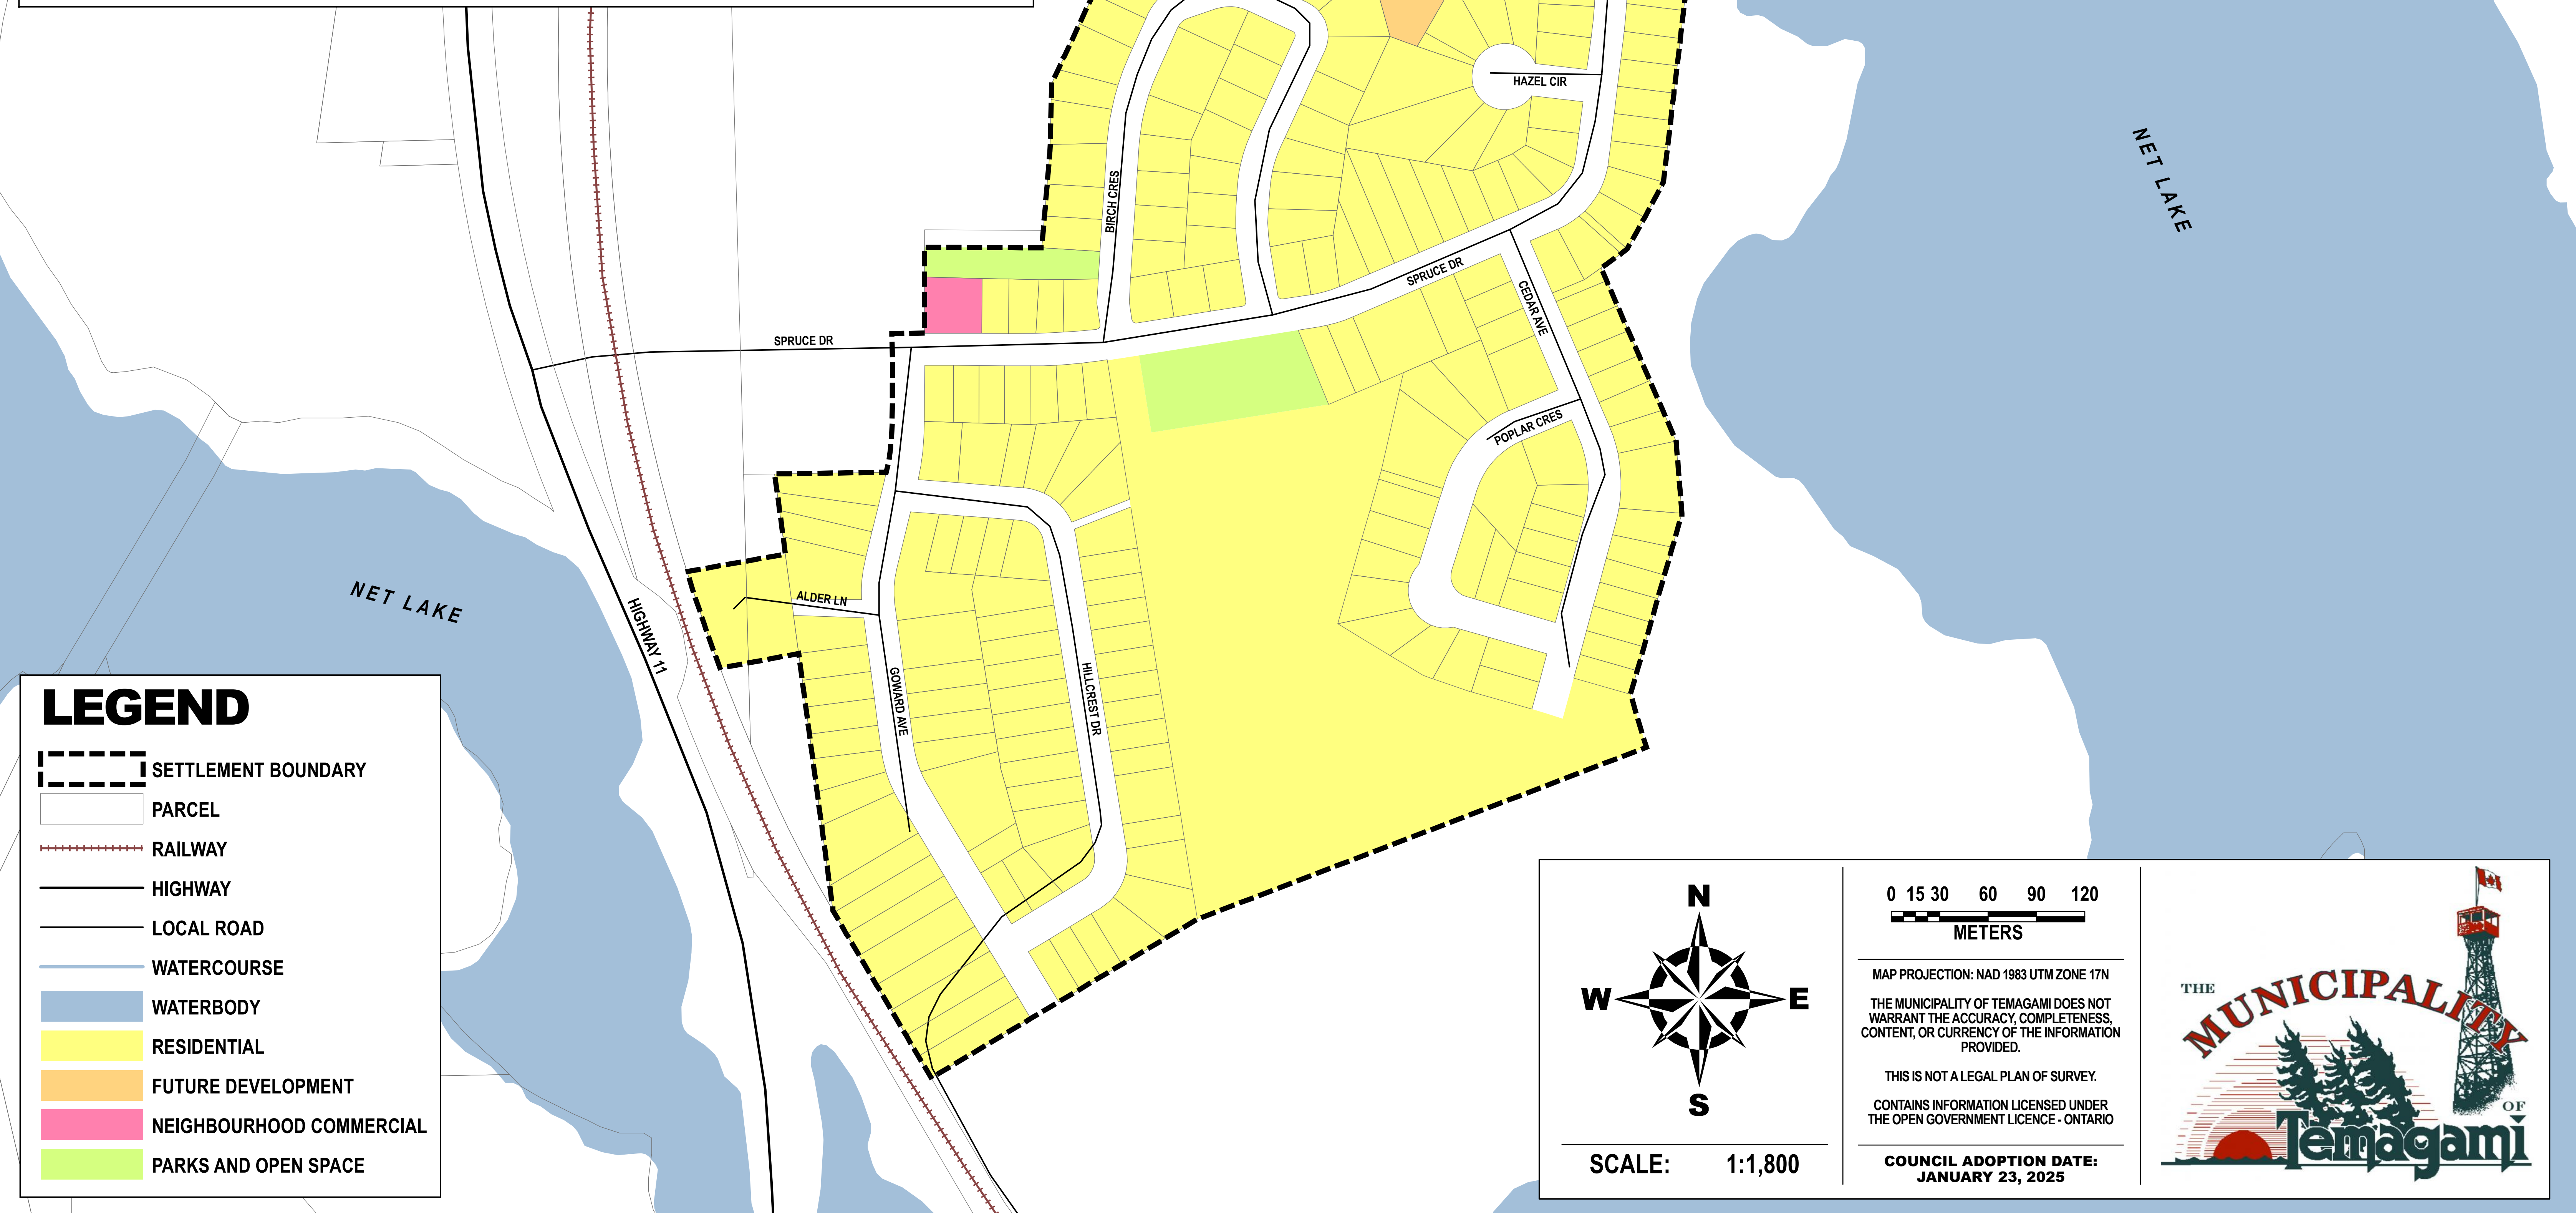 HAZEL CIR
NET LAKE
BIRCH CRES
SPRUCE DR
CEDAR AVE
SPRUCE DR
POPLAR CRES
NET LAKE
HIGHWAY 11
ALDER LN
GOWARD AVE
HILLCREST DR
LEGEND
SETTLEMENT BOUNDARY
PARCEL
RAILWAY
HIGHWAY
LOCAL ROAD
WATERCOURSE
WATERBODY
RESIDENTIAL
FUTURE DEVELOPMENT
NEIGHBOURHOOD COMMERCIAL
PARKS AND OPEN SPACE
N
W E
S
SCALE: 1:1,800
0 15 30 60 90 120
METERS
MAP PROJECTION: NAD 1983 UTM ZONE 17N
THE MUNICIPALITY OF TEMAGAMI DOES NOT
WARRANT THE ACCURACY, COMPLETENESS,
CONTENT, OR CURRENCY OF THE INFORMATION
PROVIDED.
THIS IS NOT A LEGAL PLAN OF SURVEY.
CONTAINS INFORMATION LICENSED UNDER
THE OPEN GOVERNMENT LICENCE - ONTARIO
COUNCIL ADOPTION DATE:
JANUARY 23, 2025
THE
MUNICIPALITY
OF
Temagami